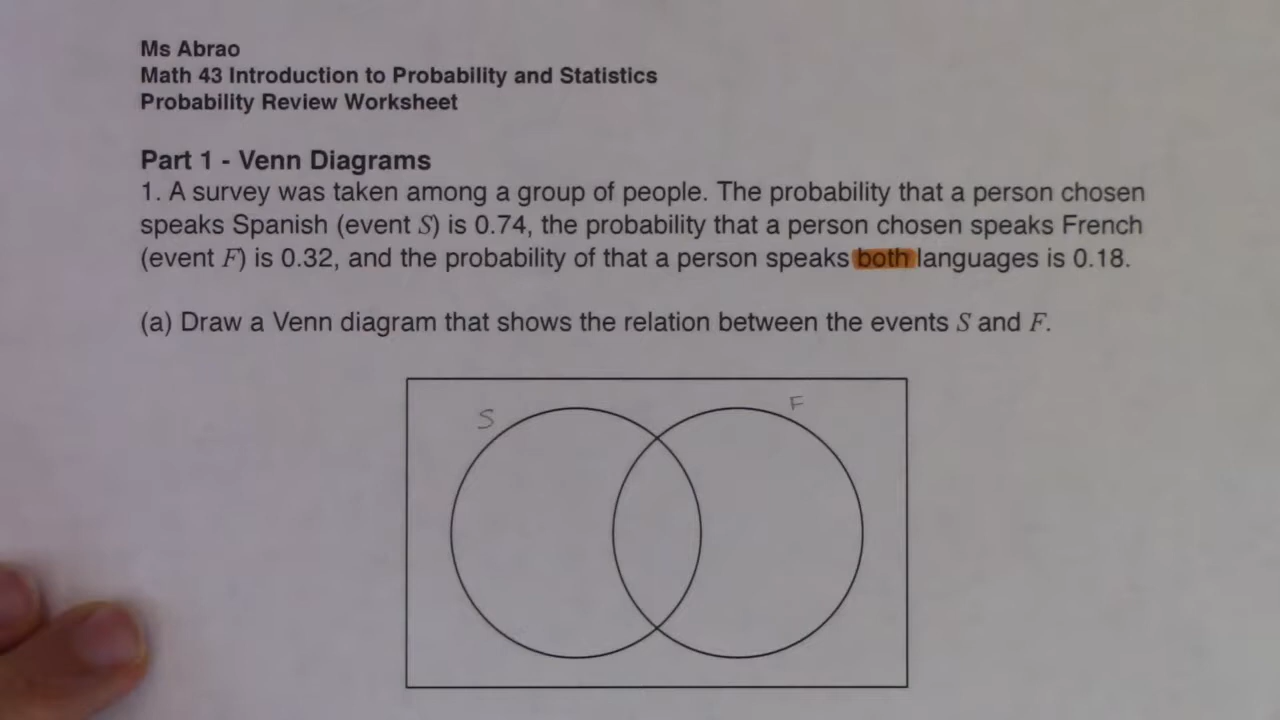 Ms Abrao
Math 43 Introduction to Probability and Statistics
Probability Review Worksheet
Part 1 - Venn Diagrams
1. A survey was taken among a group of people. The probability that a person chosen
speaks Spanish (event S) is 0.74, the probability that a person chosen speaks French
(event F) is 0.32, and the probability of that a person speaks both languages is 0.18.
(a) Draw a Venn diagram that shows the relation between the events S and F.
S
F